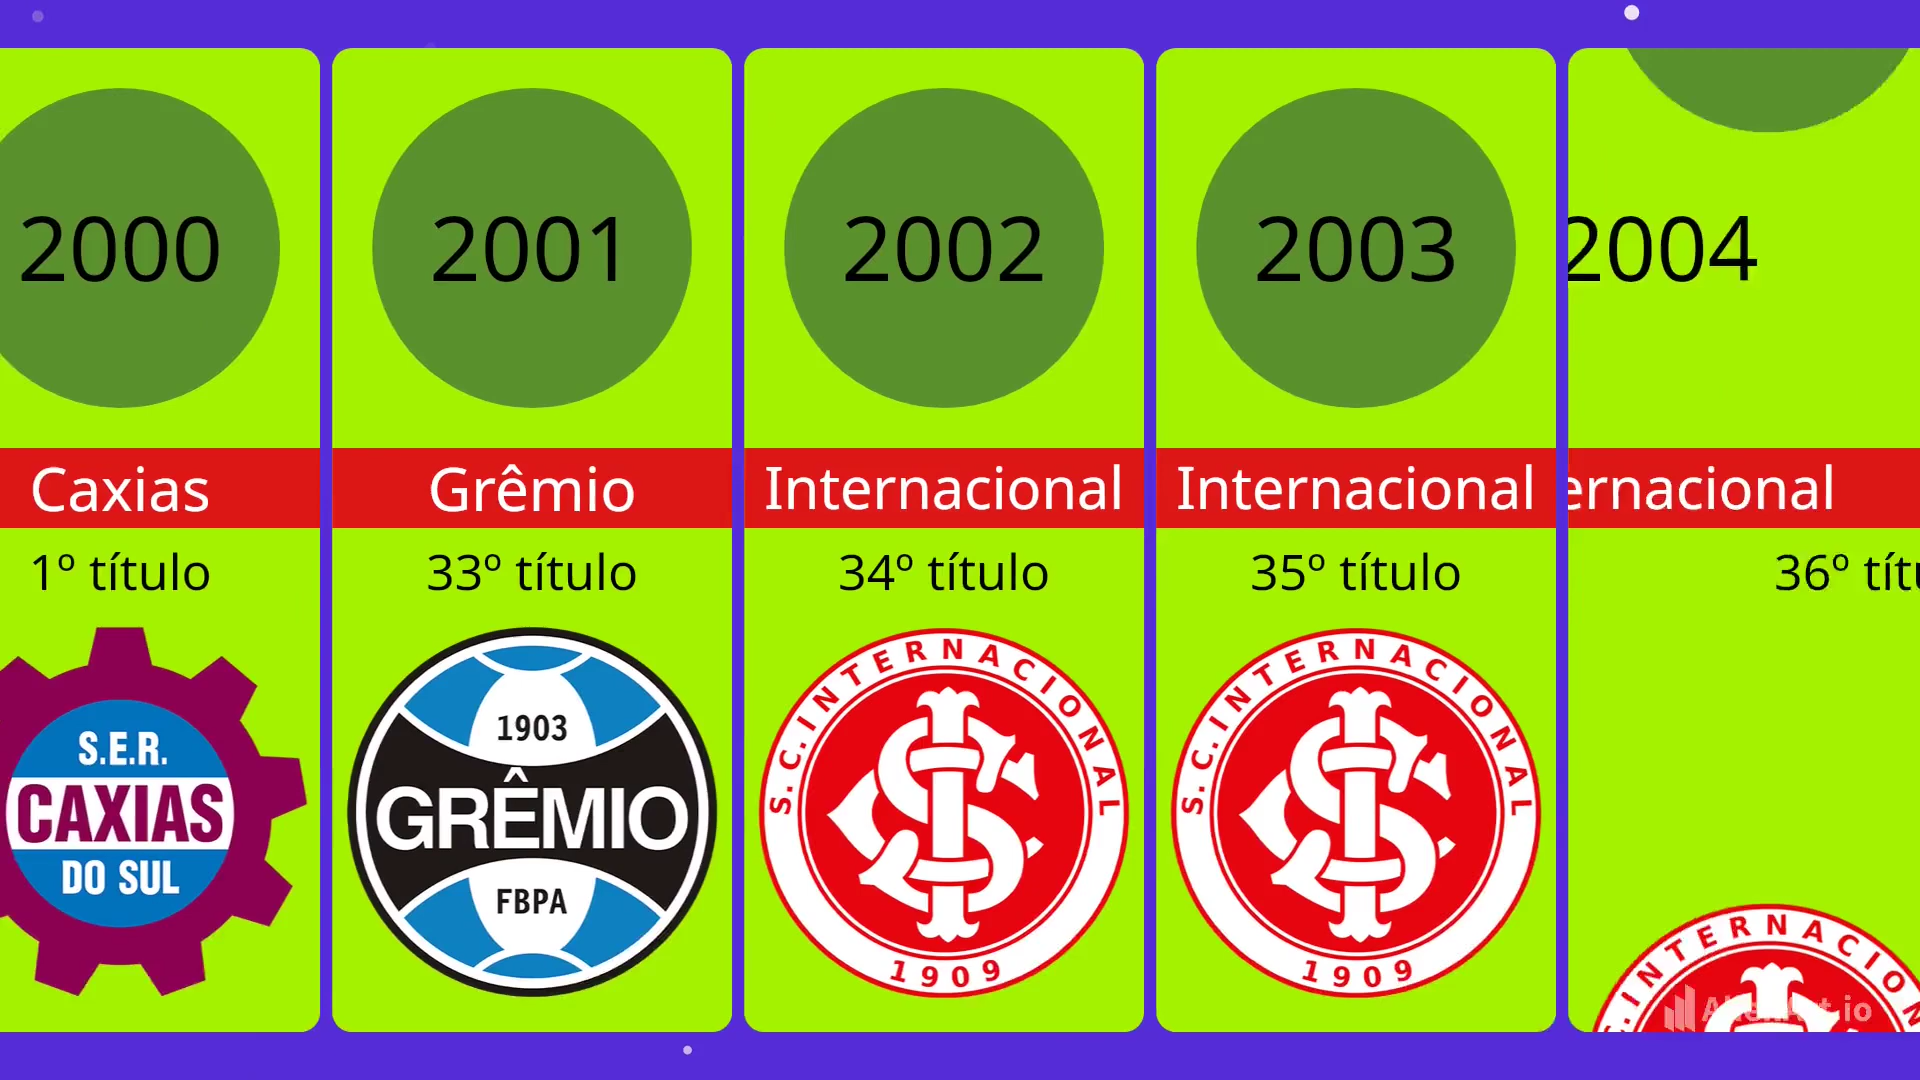 2000
Caxias
1º título
S.E.R.
CAXIAS
DO SUL
2001
Grêmio
33º título
1903
GRÊMIO
FBPA
2002
Internacional
34º título
S.C.INTERNACIONAL
1909
2003
Internacional
35º título
S.C.INTERNACIONAL
1909
2004
ernacional
36º títu